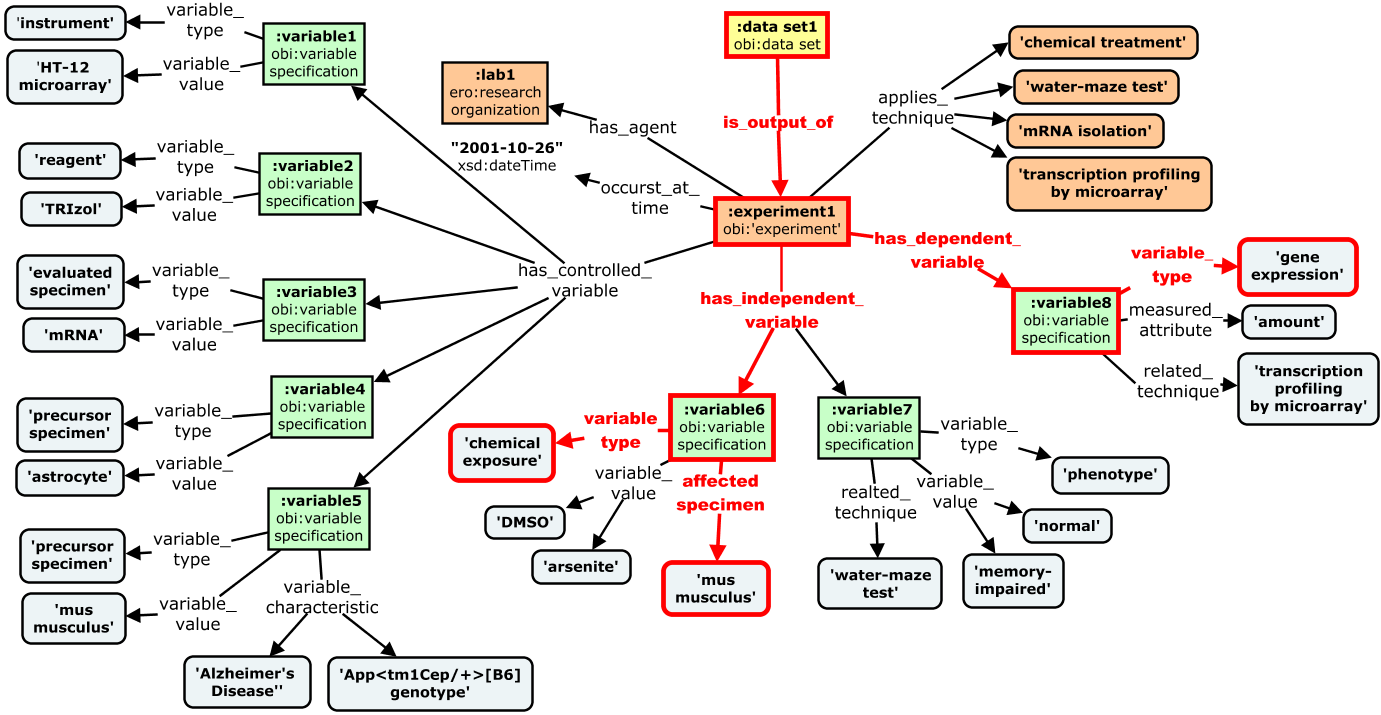 :data set1
obi:data set
is_output_of
:experiment1
obi:'experiment'
has_agent
:lab1
ero:research
organization
occurst_at_
time
"2001-10-26"
xsd:dateTime
applies_
technique
'chemical treatment'
'water-maze test'
'mRNA isolation'
'transcription profiling
by microarray'
has_controlled_
variable
:variable1
obi:variable
specification
variable_
type
'instrument'
variable_
value
'HT-12
microarray'
:variable2
obi:variable
specification
variable_
type
'reagent'
variable_
value
'TRIzol'
:variable3
obi:variable
specification
variable_
type
'evaluated
specimen'
variable_
value
'mRNA'
:variable4
obi:variable
specification
variable_
type
'precursor
specimen'
variable_
value
'astrocyte'
:variable5
obi:variable
specification
variable_
type
'precursor
specimen'
variable_
value
'mus
musculus'
variable_
characteristic
'Alzheimer's
Disease''
'App<tm1Cep/+>[B6]
genotype'
has_independent_
variable
:variable6
obi:variable
specification
variable
type
'chemical
exposure'
variable_
value
'DMSO'
'arsenite'
affected
specimen
'mus
musculus'
:variable7
obi:variable
specification
variable_
type
'phenotype'
variable_
value
'normal'
'memory-
impaired'
realted_
technique
'water-maze
test'
has_dependent_
variable
:variable8
obi:variable
specification
variable_
type
'gene
expression'
measured_
attribute
'amount'
related_
technique
'transcription
profiling
by microarray'